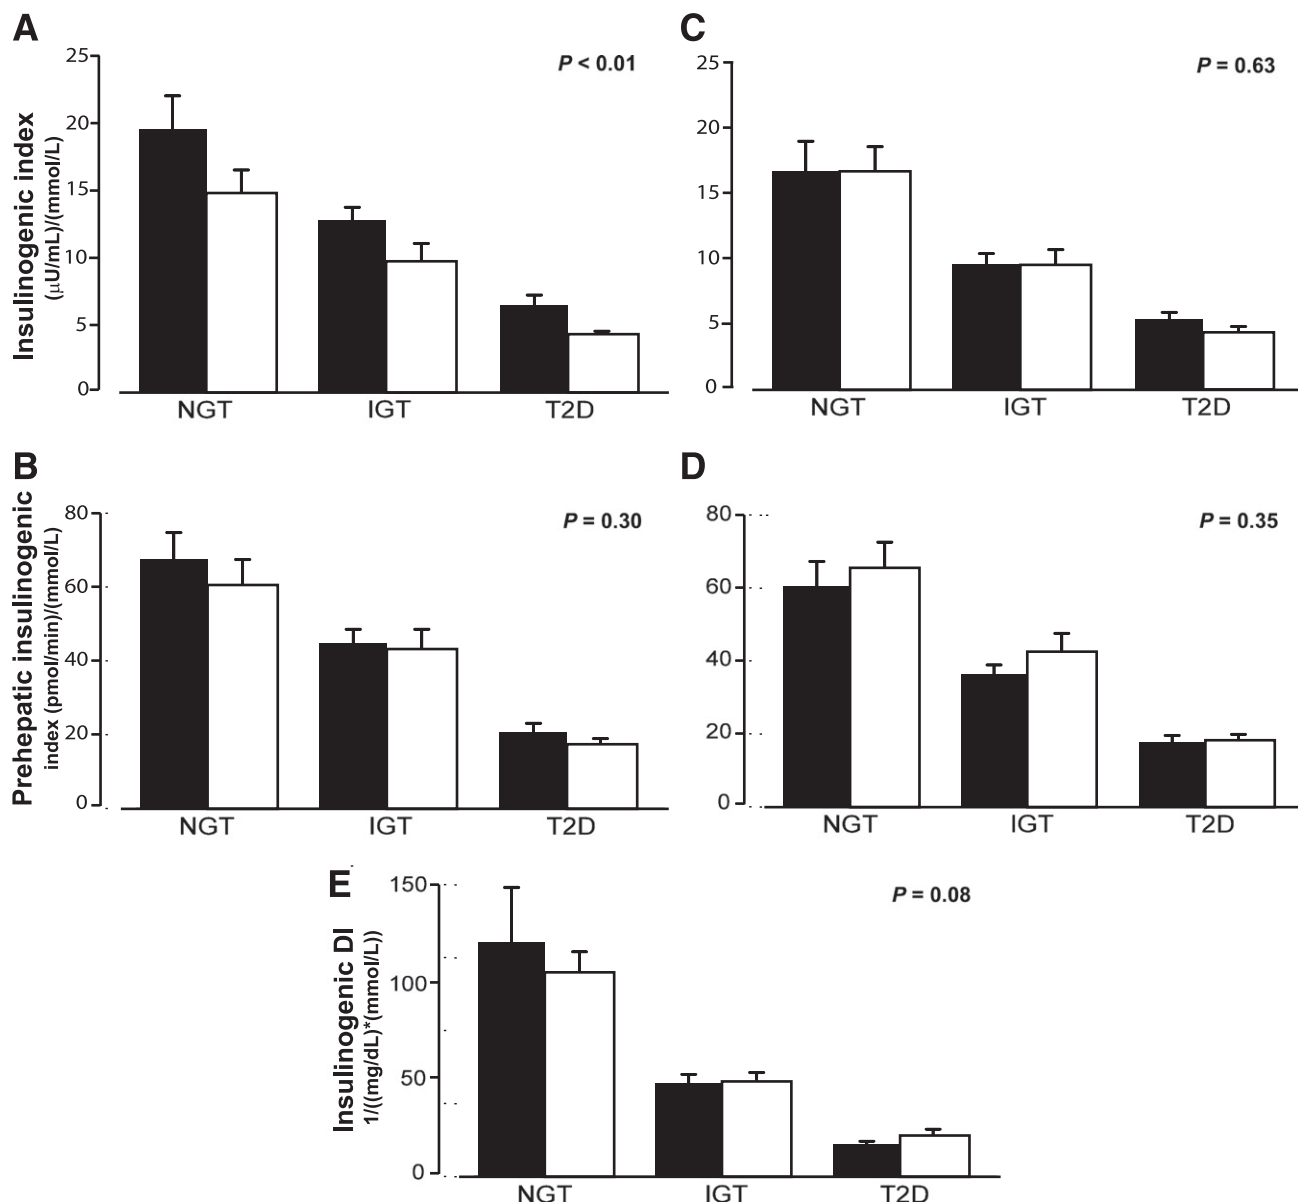 A
Insulinogenic index
(μU/mL)/(mmol/L)
25
20
15
10
5
0
P < 0.01
NGT IGT T2D
C
25
20
15
10
5
0
P = 0.63
NGT IGT T2D
B
Prehepatic insulinogenic
index (pmol/min)/(mmol/L)
80
60
40
20
0
P = 0.30
NGT IGT T2D
D
80
60
40
20
0
P = 0.35
NGT IGT T2D
E
Insulinogenic DI
1/((mg/dL)*(mmol/L))
150
100
50
0
P = 0.08
NGT IGT T2D